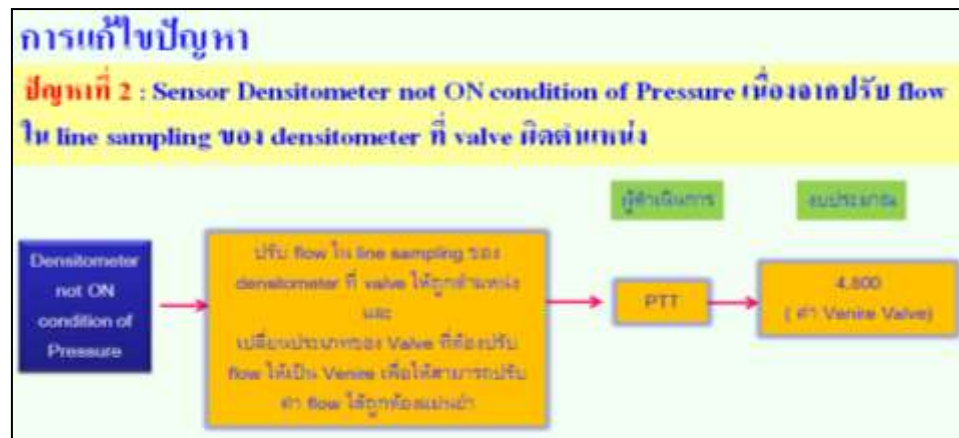 การแก้ไขปัญหา
ปัญหาที่ 2 : Sensor Densitometer not ON condition of Pressure เนื่องจากปรับ flow
ใน line sampling ของ densitometer ที่ valve ผิดตำแหน่ง
ผู้ดำเนินการ
งบประมาณ
Densitometer
not ON
condition of
Pressure
ปรับ flow ใน line sampling ของ
densitometer ที่ valve ให้ถูกตำแหน่ง
และ
เปลี่ยนประเภทของ Valve ที่ต้องปรับ
flow ให้เป็น Venire เพื่อให้สามารถปรับ
ค่า flow ได้ถูกต้องแม่นยำ
PTT
4,800
( ค่า Venire Valve)